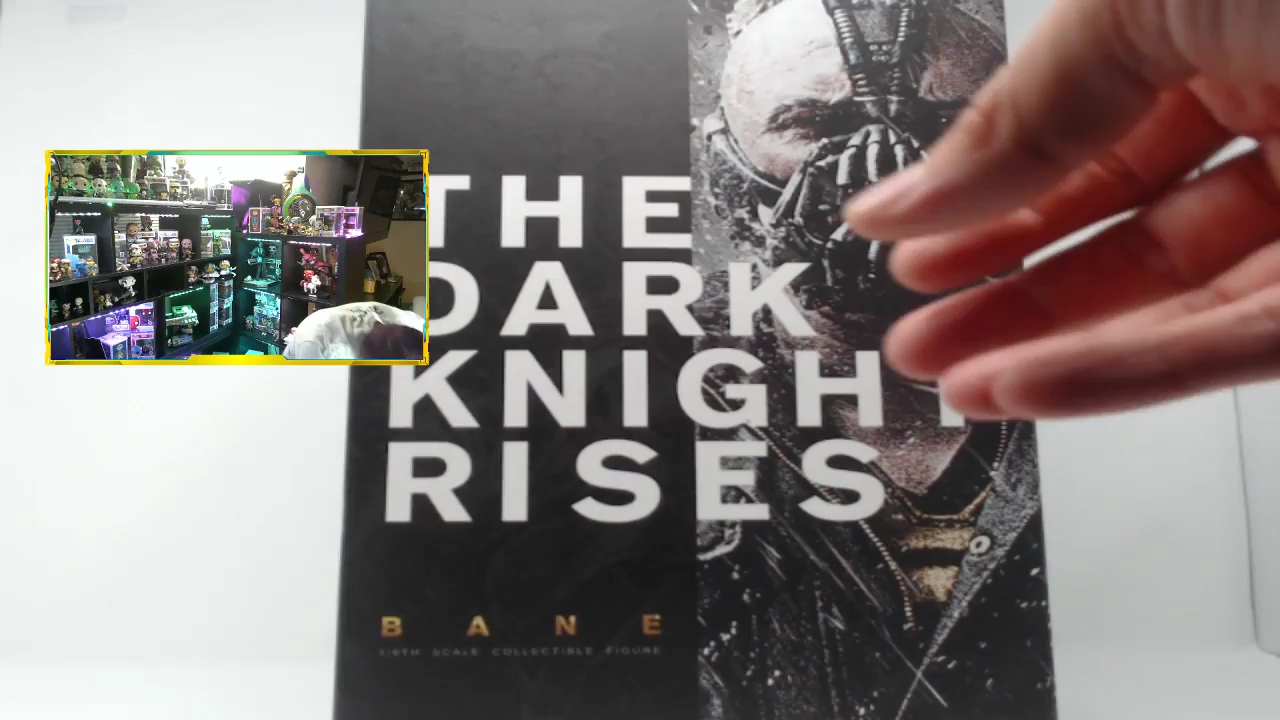 THE
DARK
KNIGHT
RISES
BANE
1/6TH SCALE COLLECTIBLE FIGURE